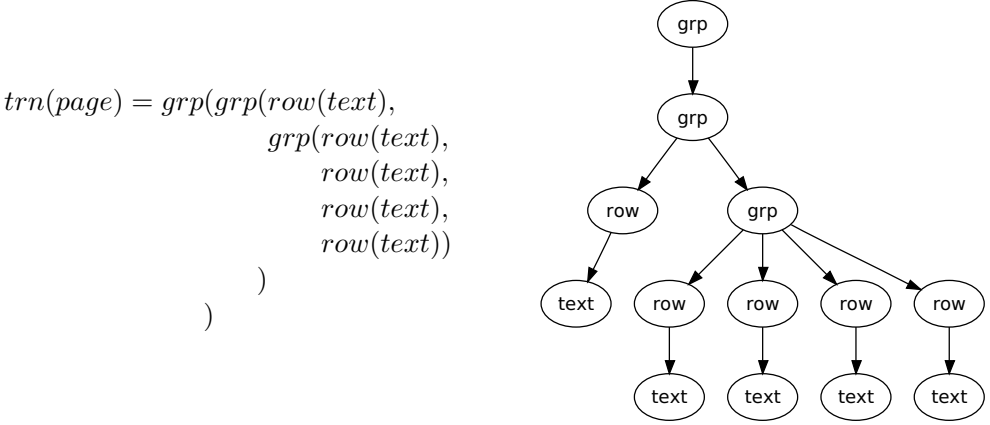 trn(page) = grp(grp(row(text),
grp(row(text),
row(text),
row(text),
row(text))
)
)
grp
grp
row grp
text row row row row
text text text text